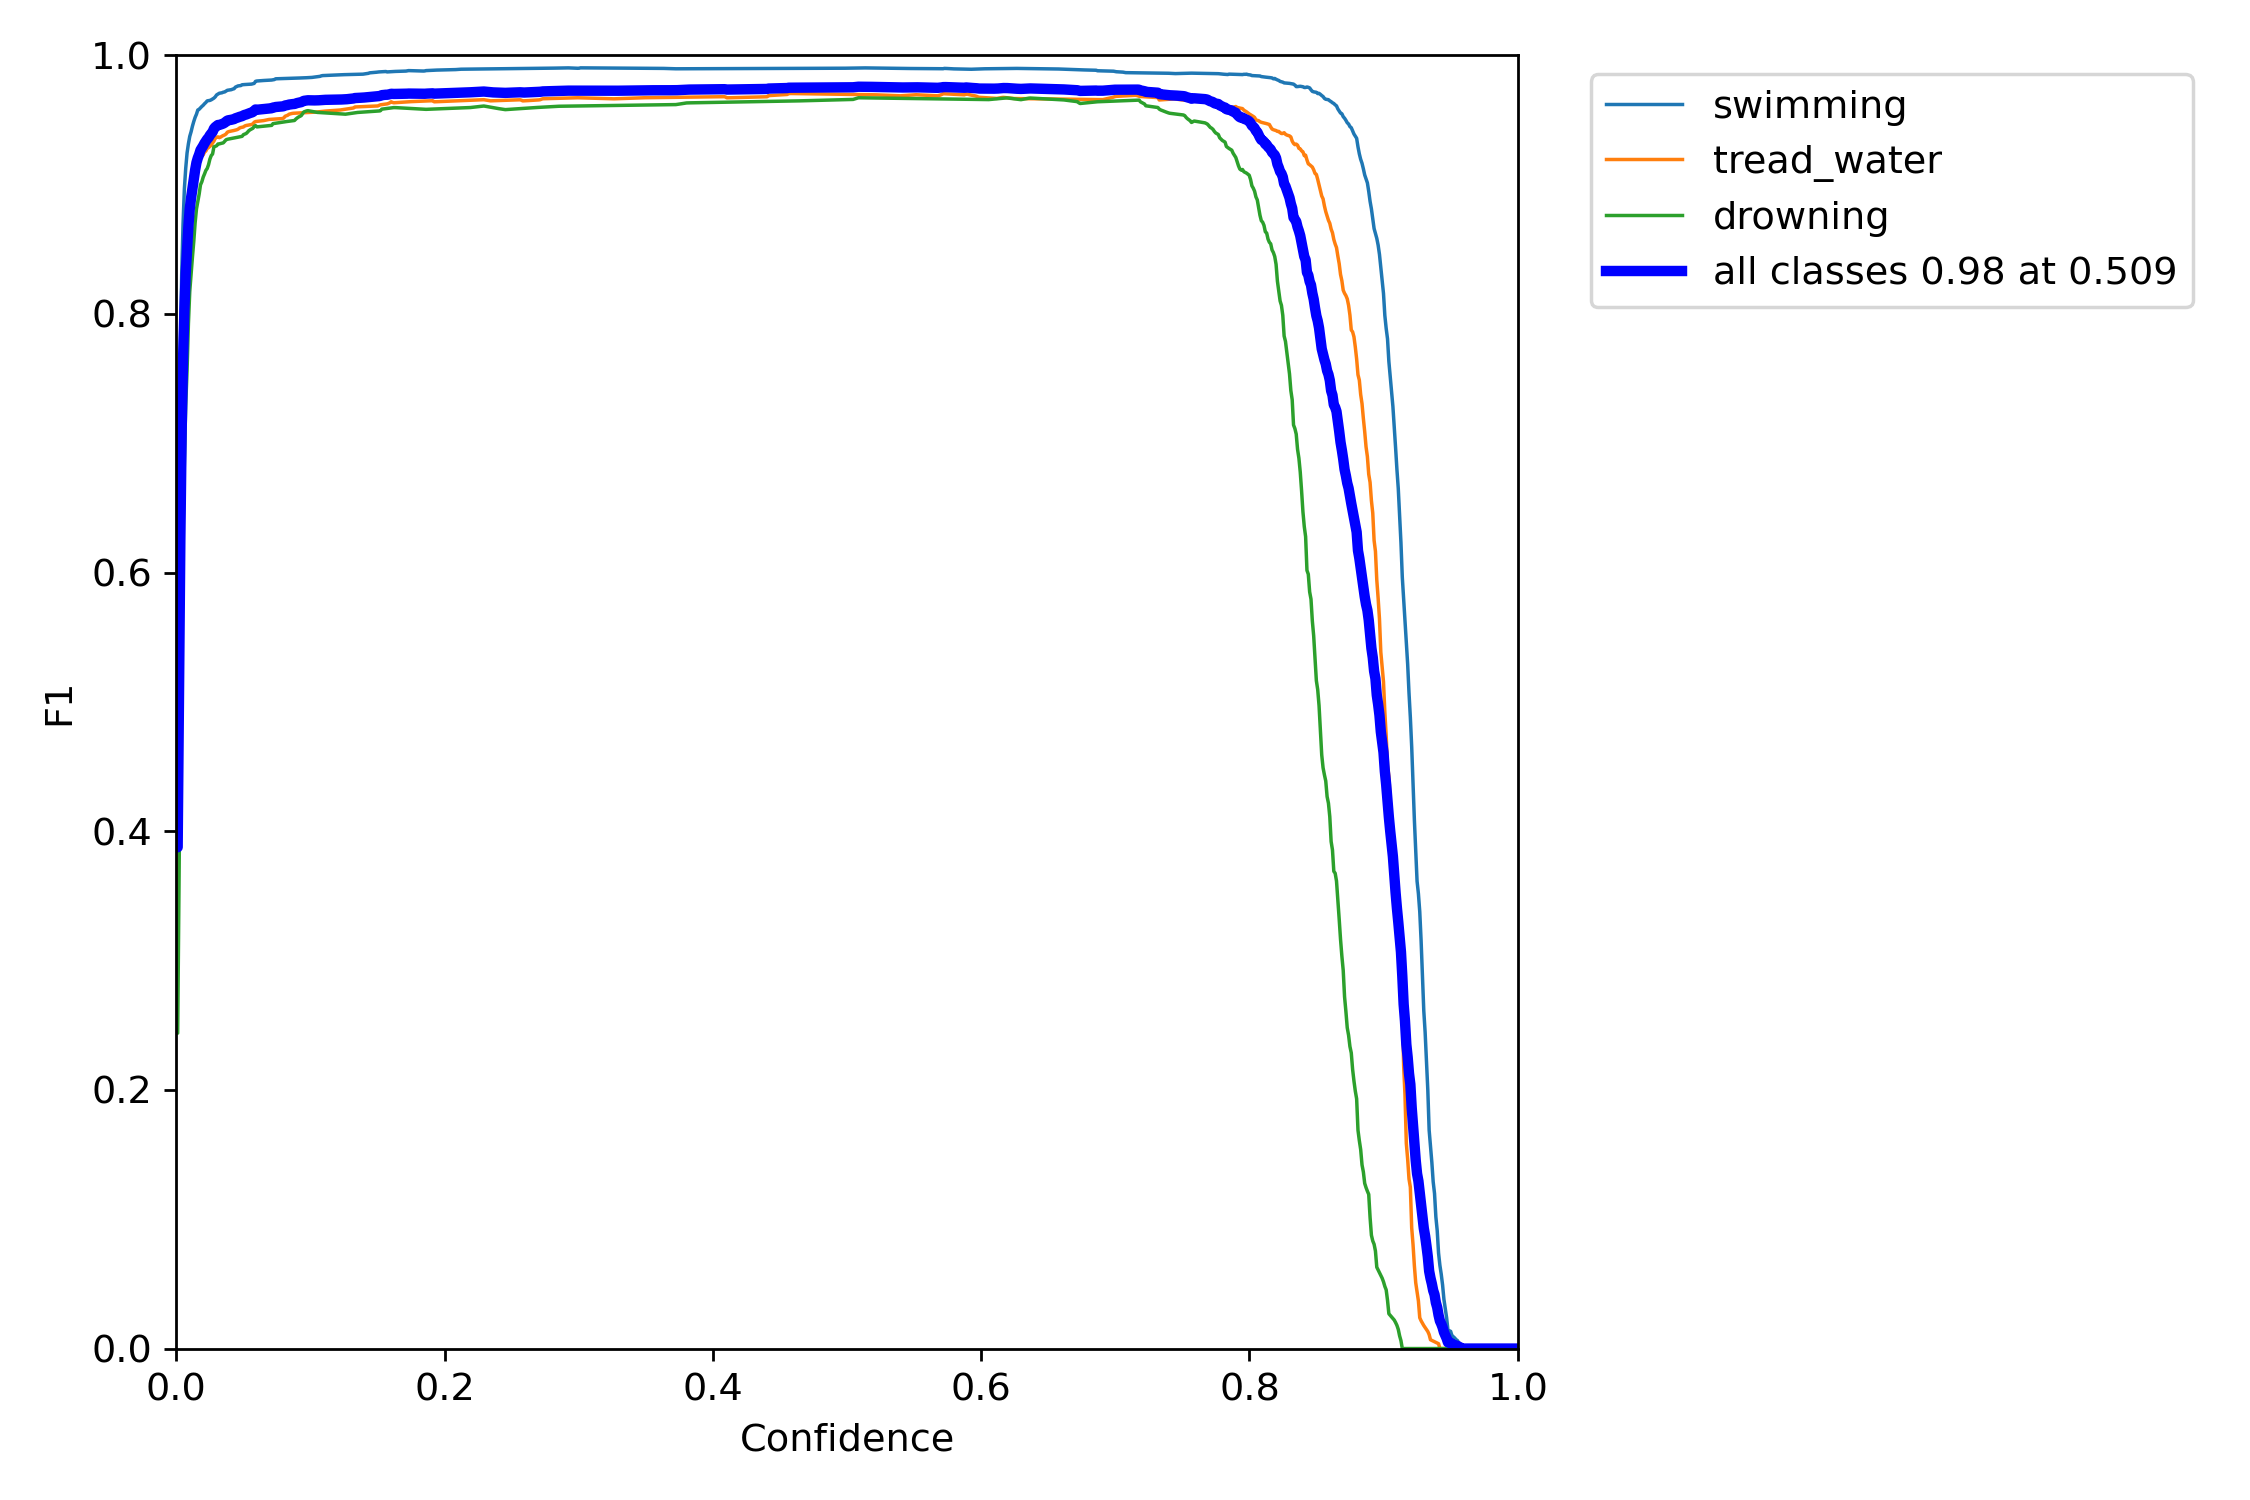 1.0
0.8
0.6
0.4
0.2
0.0
F1
0.0 0.2 0.4 0.6 0.8 1.0
Confidence
swimming
tread_water
drowning
all classes 0.98 at 0.509